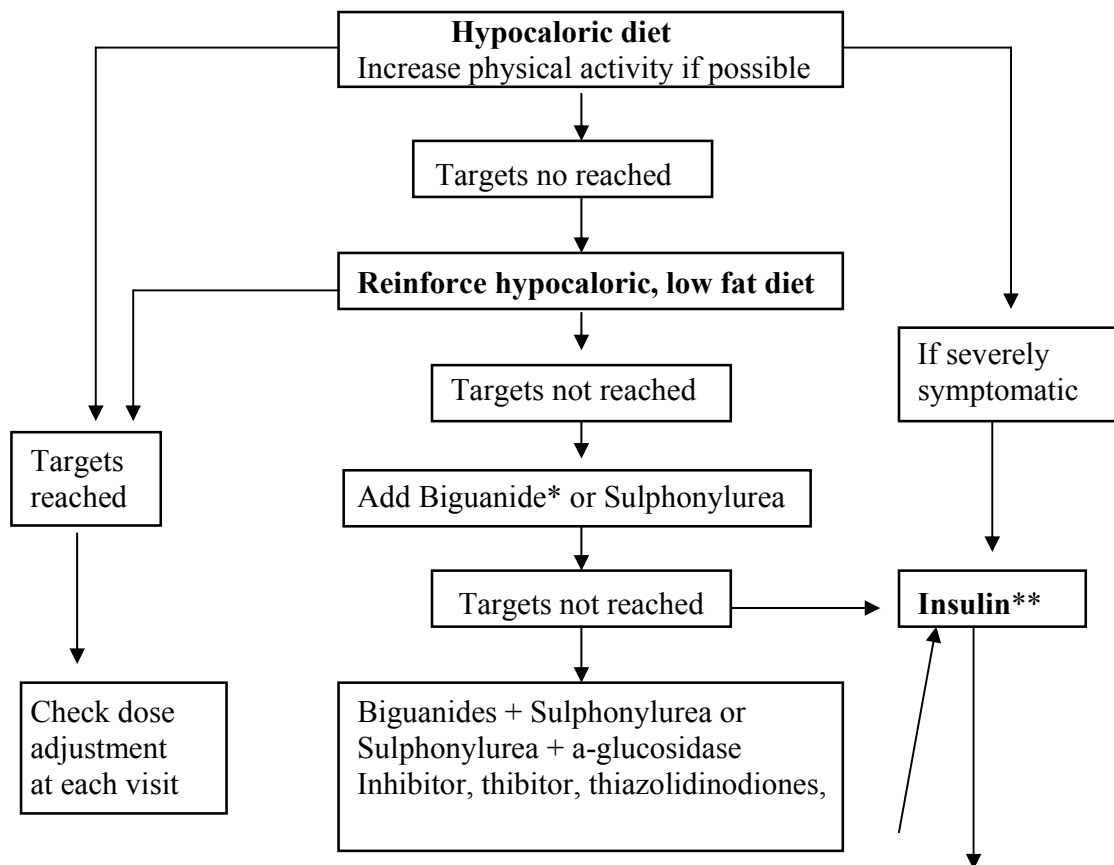 Hypocaloric diet
Increase physical activity if possible
Targets no reached
Reinforce hypocaloric, low fat diet
If severely
symptomatic
Targets not reached
Targets
reached
Add Biguanide* or Sulphonylurea
Targets not reached
Insulin**
Check dose
adjustment
at each visit
Biguanides + Sulphonylurea or
Sulphonylurea + a-glucosidase
Inhibitor, thibitor, thiazolidinodiones,